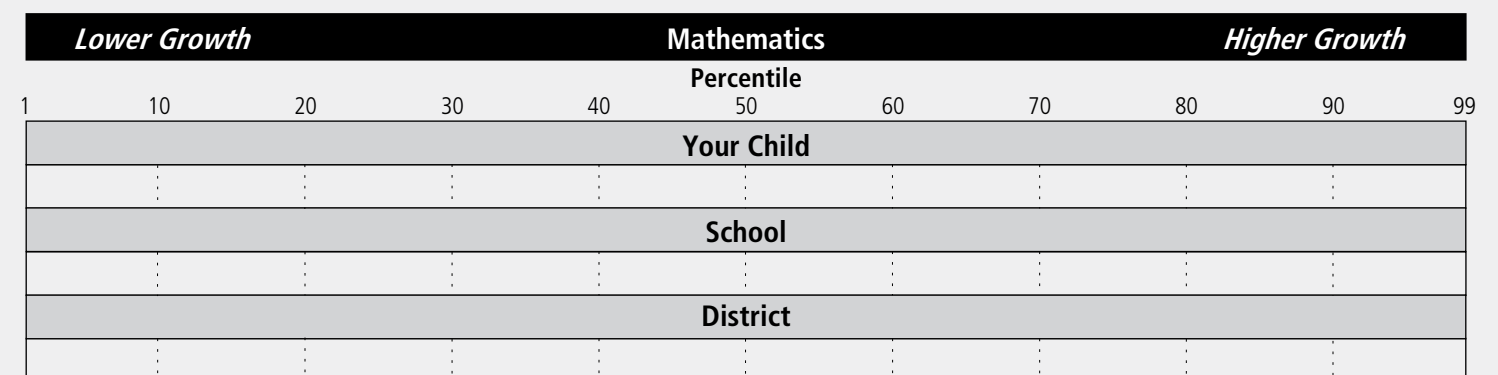 Lower Growth Mathematics Higher Growth
Percentile
1 10 20 30 40 50 60 70 80 90 99
Your Child
School
District